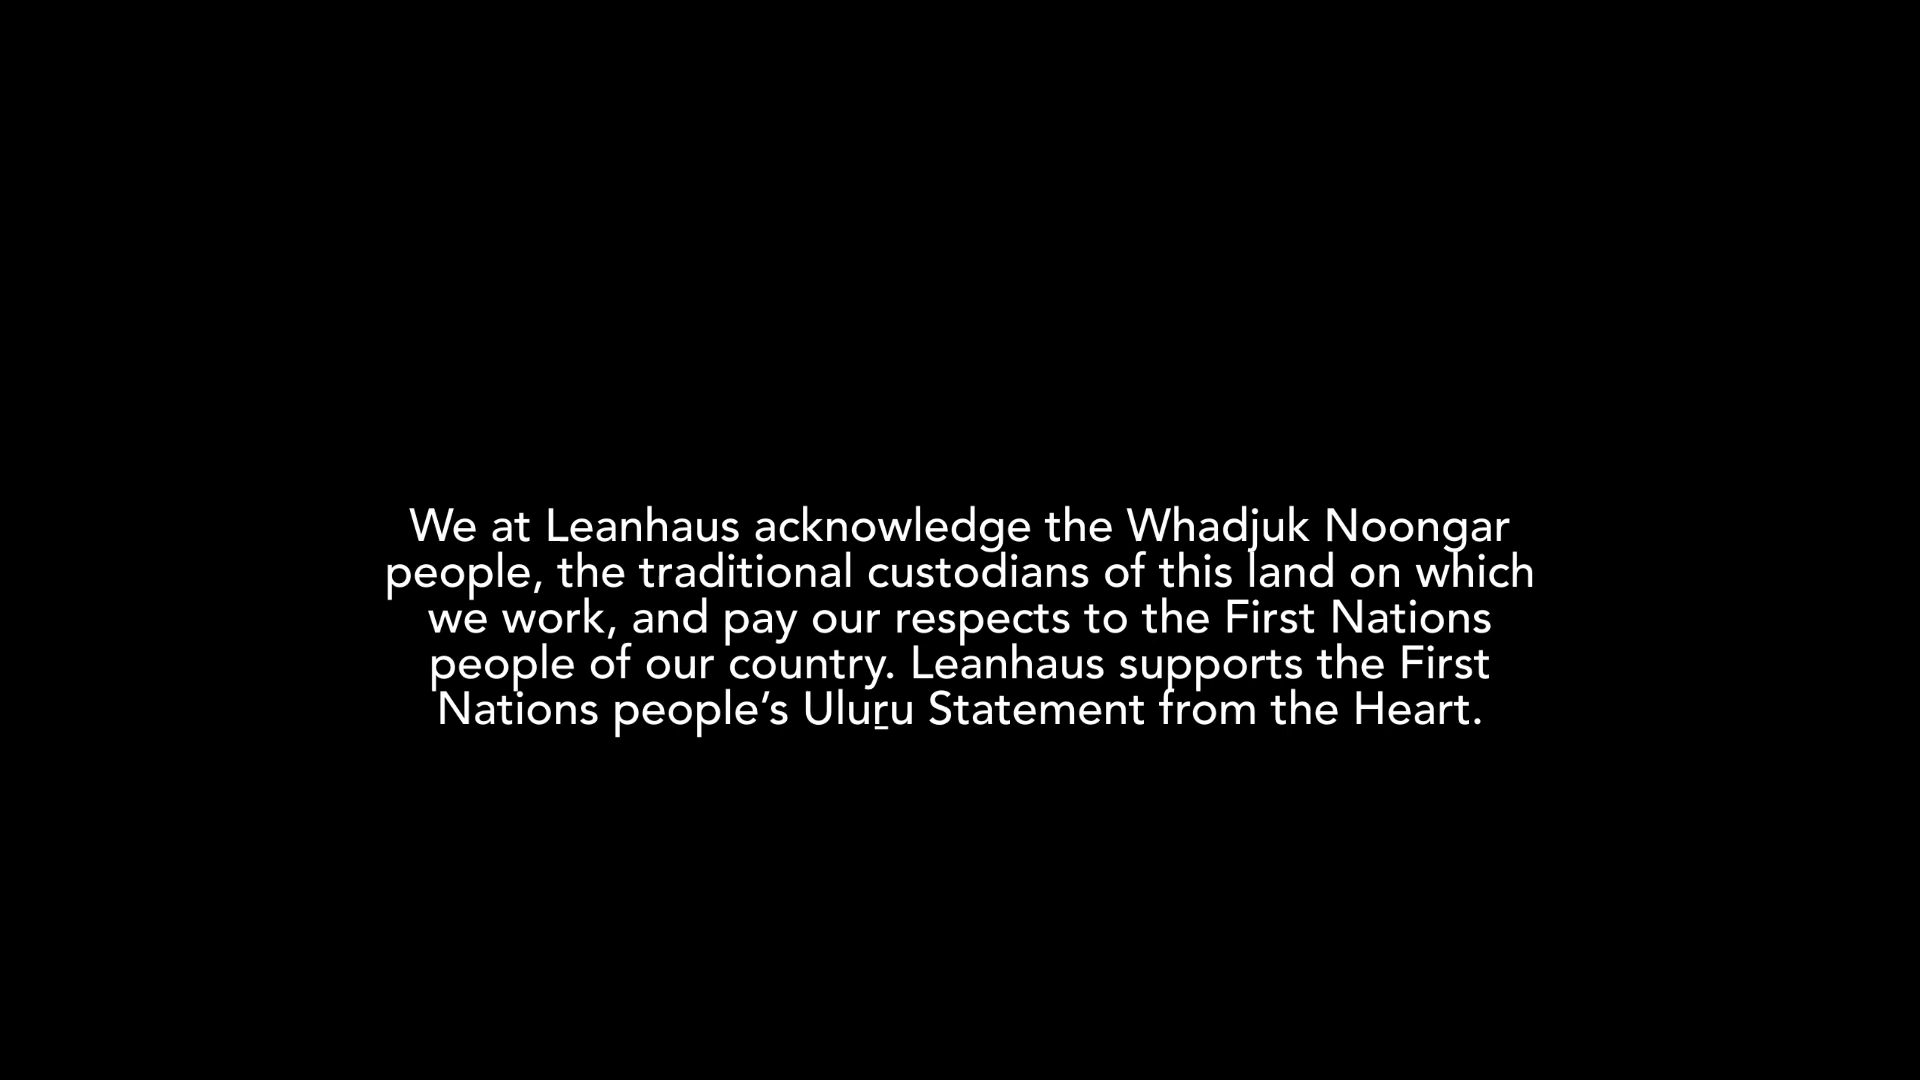 We at Leanhaus acknowledge the Whadjuk Noongar
people, the traditional custodians of this land on which
we work, and pay our respects to the First Nations
people of our country. Leanhaus supports the First
Nations people’s Uluṟu Statement from the Heart.